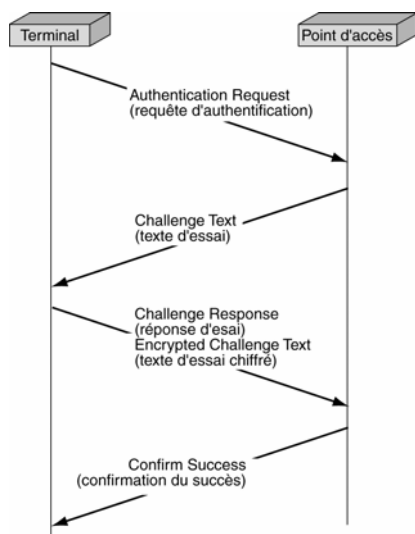 Terminal
Point d'accès
Authentication Request
(requête d'authentification)
Challenge Text
(texte d'essai)
Challenge Response
(réponse d'esai)
Encrypted Challenge Text
(texte d'essai chiffré)
Confirm Success
(confirmation du succès)